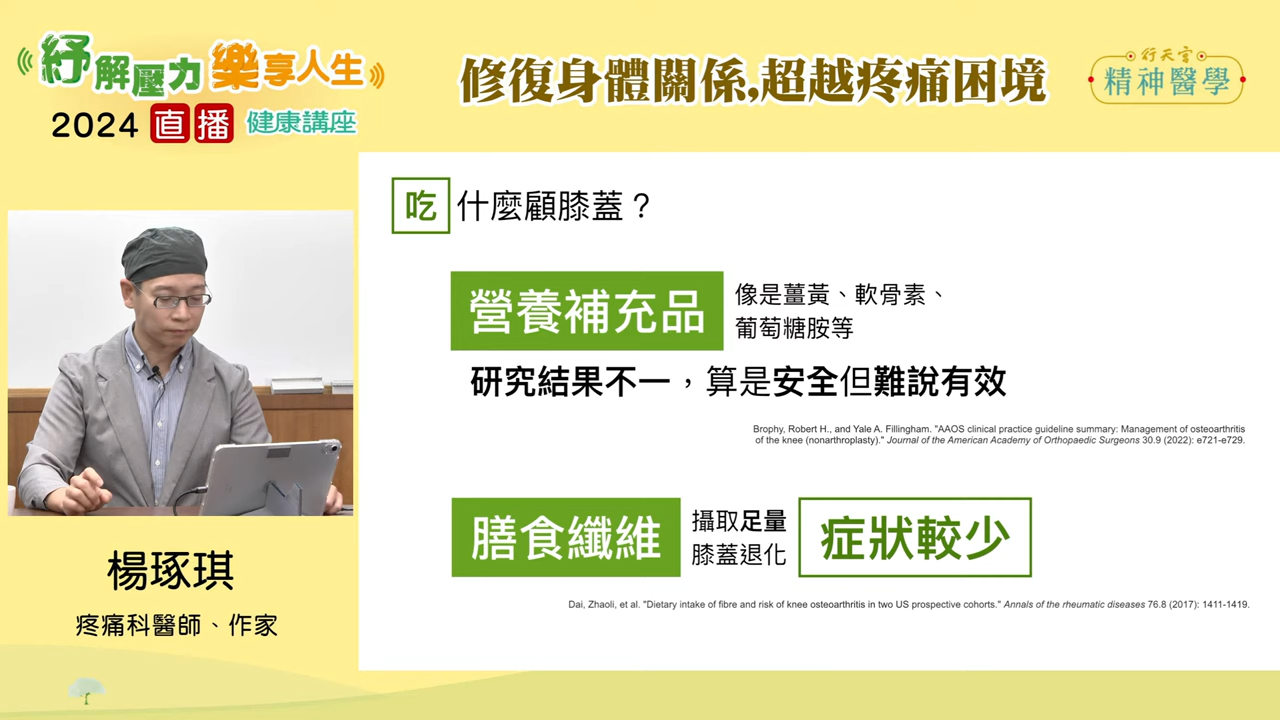 紓解壓力 樂享人生
2024 直播 健康講座
修復身體關係,超越疼痛困境
行天宮
精神醫學
吃 什麼顧膝蓋？
營養補充品
像是薑黃、軟骨素、
葡萄糖胺等
研究結果不一，算是安全但難說有效
Brophy, Robert H., and Yale A. Fillingham. "AAOS clinical practice guideline summary: Management of osteoarthritis
of the knee (nonarthroplasty)." Journal of the American Academy of Orthopaedic Surgeons 30.9 (2022): e721-e729.
膳食纖維
攝取足量
膝蓋退化
症狀較少
Dai, Zhaoli, et al. "Dietary intake of fibre and risk of knee osteoarthritis in two US prospective cohorts." Annals of the rheumatic diseases 76.8 (2017): 1411-1419.
楊琢琪
疼痛科醫師、作家